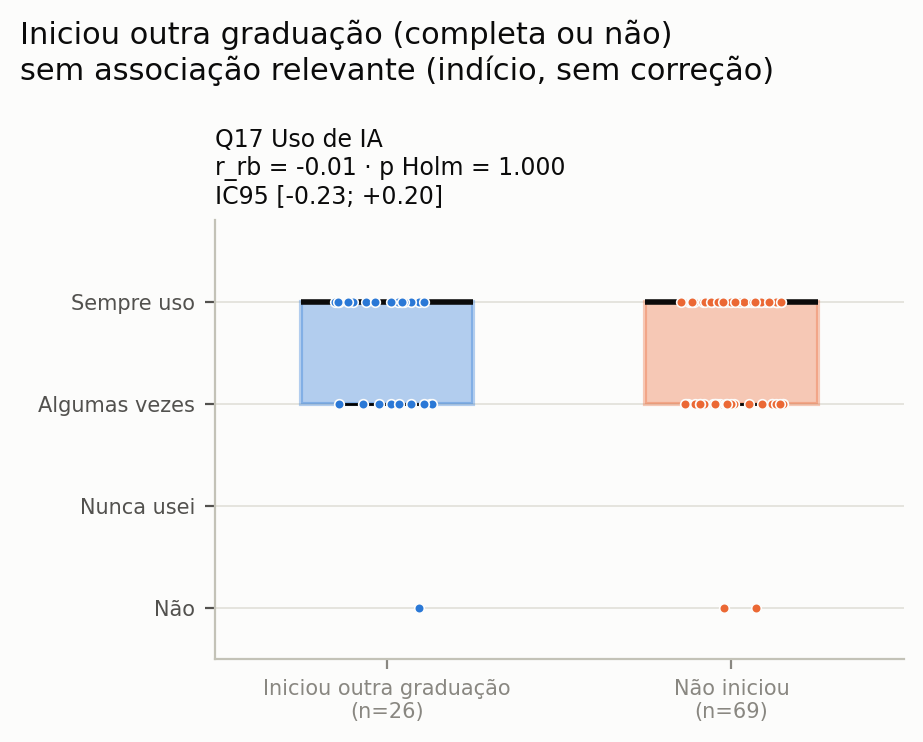 Iniciou outra graduação (completa ou não)
sem associação relevante (indício, sem correção)
Q17 Uso de IA
r_rb = -0.01 · p Holm = 1.000
IC95 [-0.23; +0.20]
Sempre uso
Algumas vezes
Nunca usei
Não
Iniciou outra graduação
(n=26)
Não iniciou
(n=69)